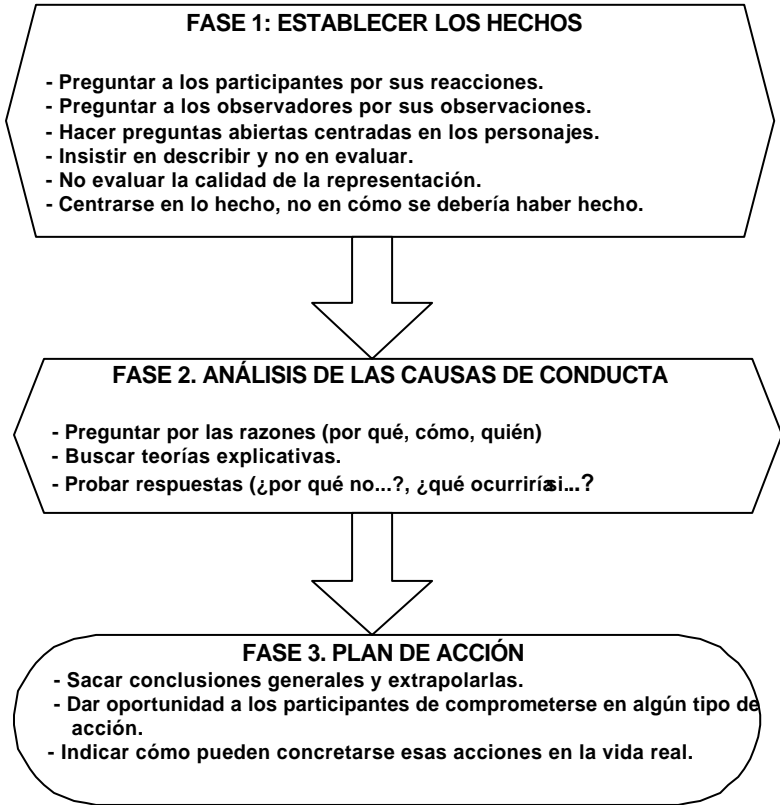 FASE 1: ESTABLECER LOS HECHOS
- Preguntar a los participantes por sus reacciones.
- Preguntar a los observadores por sus observaciones.
- Hacer preguntas abiertas centradas en los personajes.
- Insistir en describir y no en evaluar.
- No evaluar la calidad de la representación.
- Centrarse en lo hecho, no en cómo se debería haber hecho.
FASE 2. ANÁLISIS DE LAS CAUSAS DE CONDUCTA
- Preguntar por las razones (por qué, cómo, quién)
- Buscar teorías explicativas.
- Probar respuestas (¿por qué no...?, ¿qué ocurriría si...?
FASE 3. PLAN DE ACCIÓN
- Sacar conclusiones generales y extrapolarlas.
- Dar oportunidad a los participantes de comprometerse en algún tipo de
acción.
- Indicar cómo pueden concretarse esas acciones en la vida real.